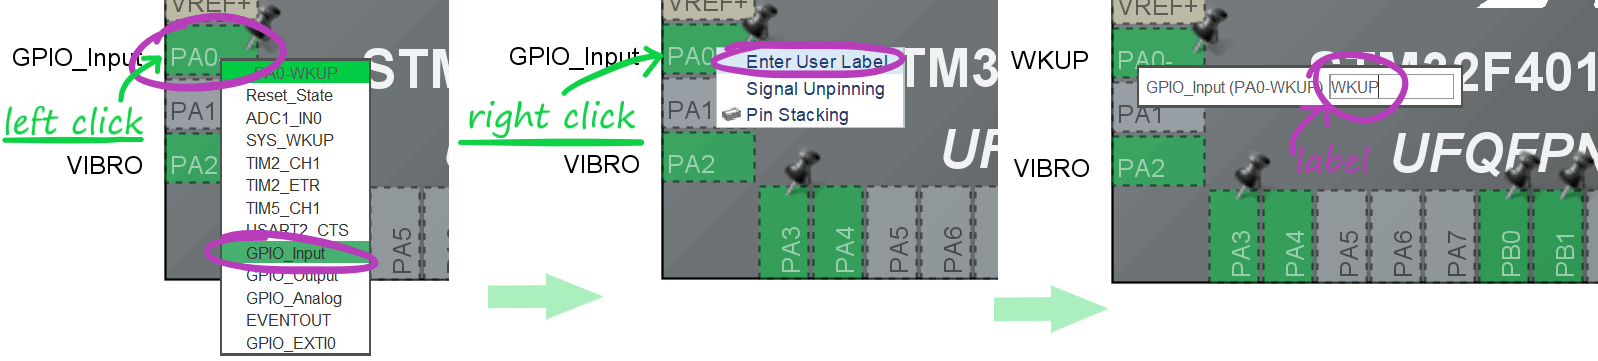 VREF+
GPIO_Input
PA0
STM
left click
PA0-WKUP
Reset_State
ADC1_IN0
SYS_WKUP
TIM2_CH1
TIM2_ETR
TIM5_CH1
USART2_CTS
GPIO_Input
GPIO_Output
GPIO_Analog
EVENTOUT
GPIO_EXTI0
PA1
VIBRO
PA2
PA5
VREF+
GPIO_Input
PA0
TM3
Enter User Label
Signal Unpinning
Pin Stacking
right click
VIBRO
PA2
UF
PA3
PA4
PA5
PA6
VREF+
WKUP
PA0-
STM32F401
GPIO_Input (PA0-WKUP)
WKUP
PA1
label
VIBRO
PA2
UFQFPN
PA3
PA4
PA5
PA6
PA7
PB0
PB1